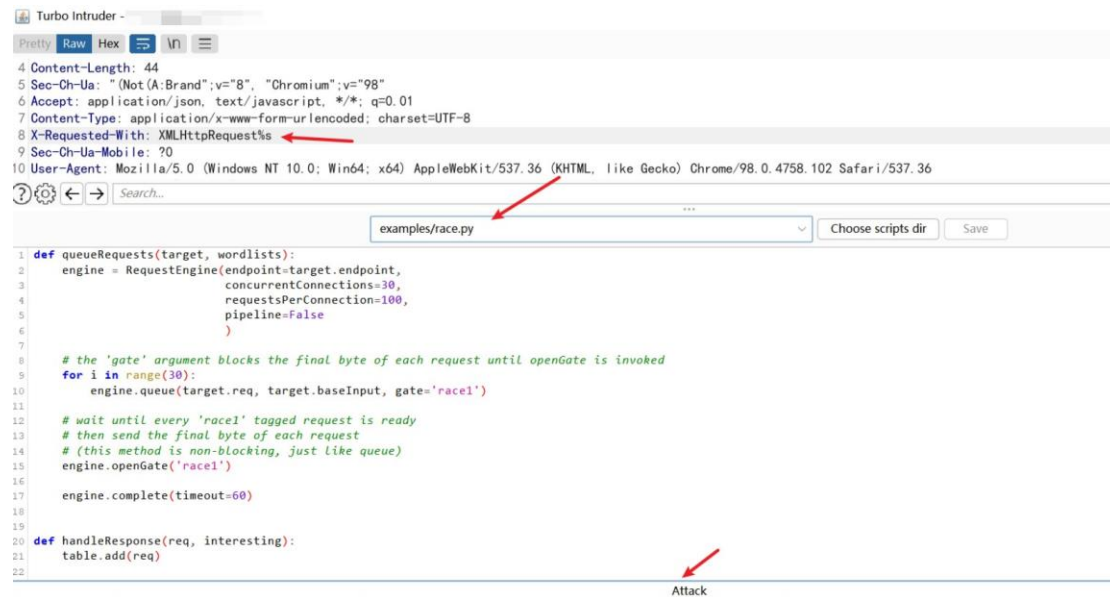 Turbo Intruder -
Pretty Raw Hex \n
4 Content-Length: 44
5 Sec-Ch-Ua: "(Not(A:Brand";v="8", "Chromium";v="98"
6 Accept: application/json, text/javascript, */*; q=0.01
7 Content-Type: application/x-www-form-urlencoded; charset=UTF-8
8 X-Requested-With: XMLHttpRequest%s
9 Sec-Ch-Ua-Mobile: ?0
10 User-Agent: Mozilla/5.0 (Windows NT 10.0; Win64; x64) AppleWebKit/537.36 (KHTML, like Gecko) Chrome/98.0.4758.102 Safari/537.36
Search...
examples/race.py Choose scripts dir Save
1 def queueRequests(target, wordlists):
2 engine = RequestEngine(endpoint=target.endpoint,
3 concurrentConnections=30,
4 requestsPerConnection=100,
5 pipeline=False
6 )
7
8 # the 'gate' argument blocks the final byte of each request until openGate is invoked
9 for i in range(30):
10 engine.queue(target.req, target.baseInput, gate='race1')
11
12 # wait until every 'race1' tagged request is ready
13 # then send the final byte of each request
14 # (this method is non-blocking, just like queue)
15 engine.openGate('race1')
16
17 engine.complete(timeout=60)
18
19
20 def handleResponse(req, interesting):
21 table.add(req)
22
Attack